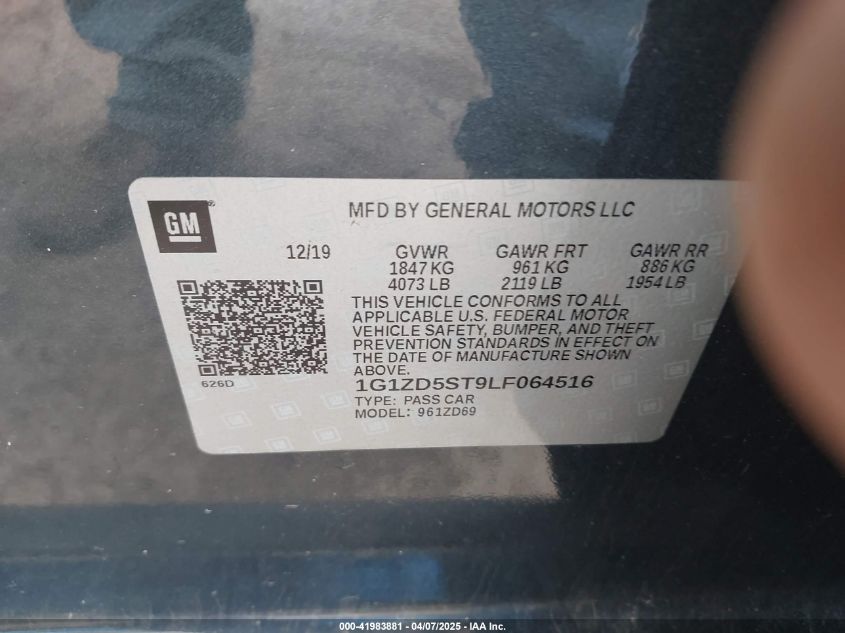 GM
MFD BY GENERAL MOTORS LLC
12/19 GVWR GAWR FRT GAWR RR
1847 KG 961 KG 886 KG
4073 LB 2119 LB 1954 LB
THIS VEHICLE CONFORMS TO ALL
APPLICABLE U.S. FEDERAL MOTOR
VEHICLE SAFETY, BUMPER, AND THEFT
PREVENTION STANDARDS IN EFFECT ON
THE DATE OF MANUFACTURE SHOWN
ABOVE.
626D
1G1ZD5ST9LF064516
TYPE: PASS CAR
MODEL: 961ZD69
000-41983881 - 04/07/2025 - IAA Inc.